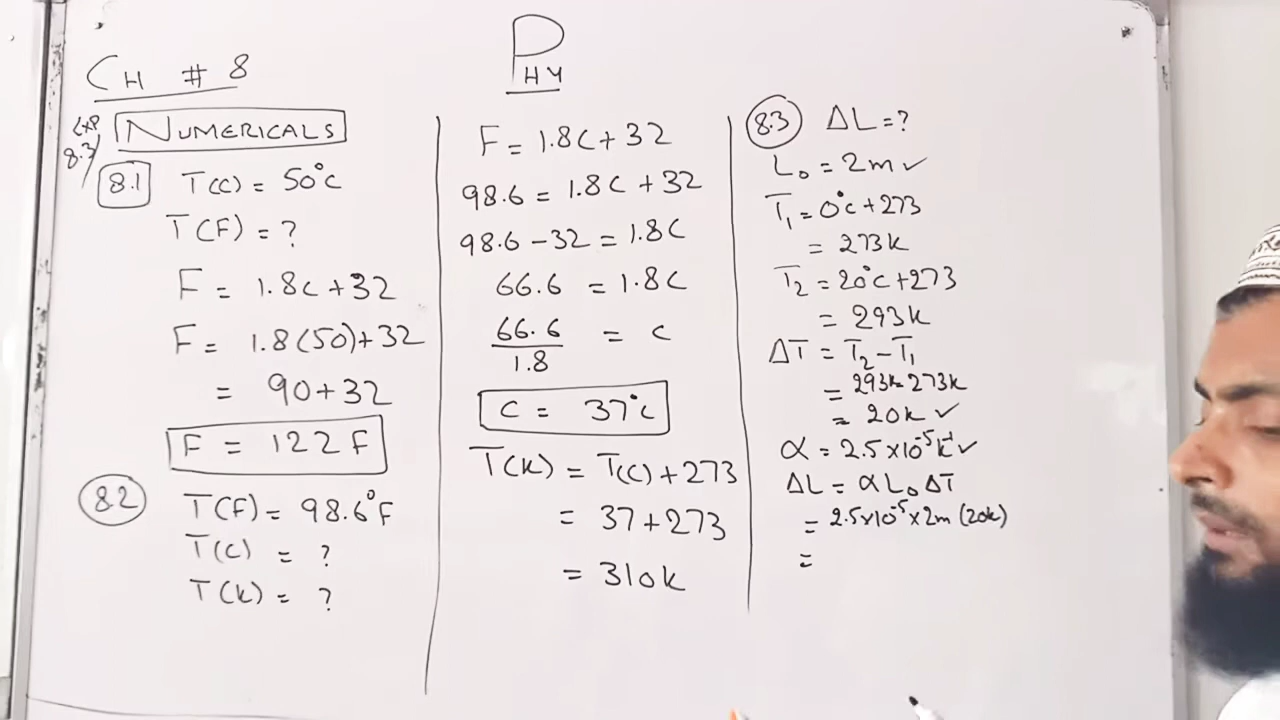 CH # 8
PHY
Exp 8.3/
NUMERICALS
8.1 T(C) = 50°C
T(F) = ?
F = 1.8C + 32
F = 1.8(50)+32
= 90+32
F = 122F
8.2 T(F) = 98.6°F
T(C) = ?
T(K) = ?
F = 1.8C + 32
98.6 = 1.8C + 32
98.6 - 32 = 1.8C
66.6 = 1.8C
66.6/1.8 = C
C = 37°C
T(K) = T(C) + 273
= 37 + 273
= 310K
8.3 ΔL = ?
L₀ = 2m ✓
T₁ = 0°C + 273
= 273K
T₂ = 20°C + 273
= 293K
ΔT = T₂ - T₁
= 293K - 273K
= 20K ✓
α = 2.5 × 10⁻⁵ K⁻¹ ✓
ΔL = α L₀ ΔT
= 2.5×10⁻⁵ × 2m (20K)
=